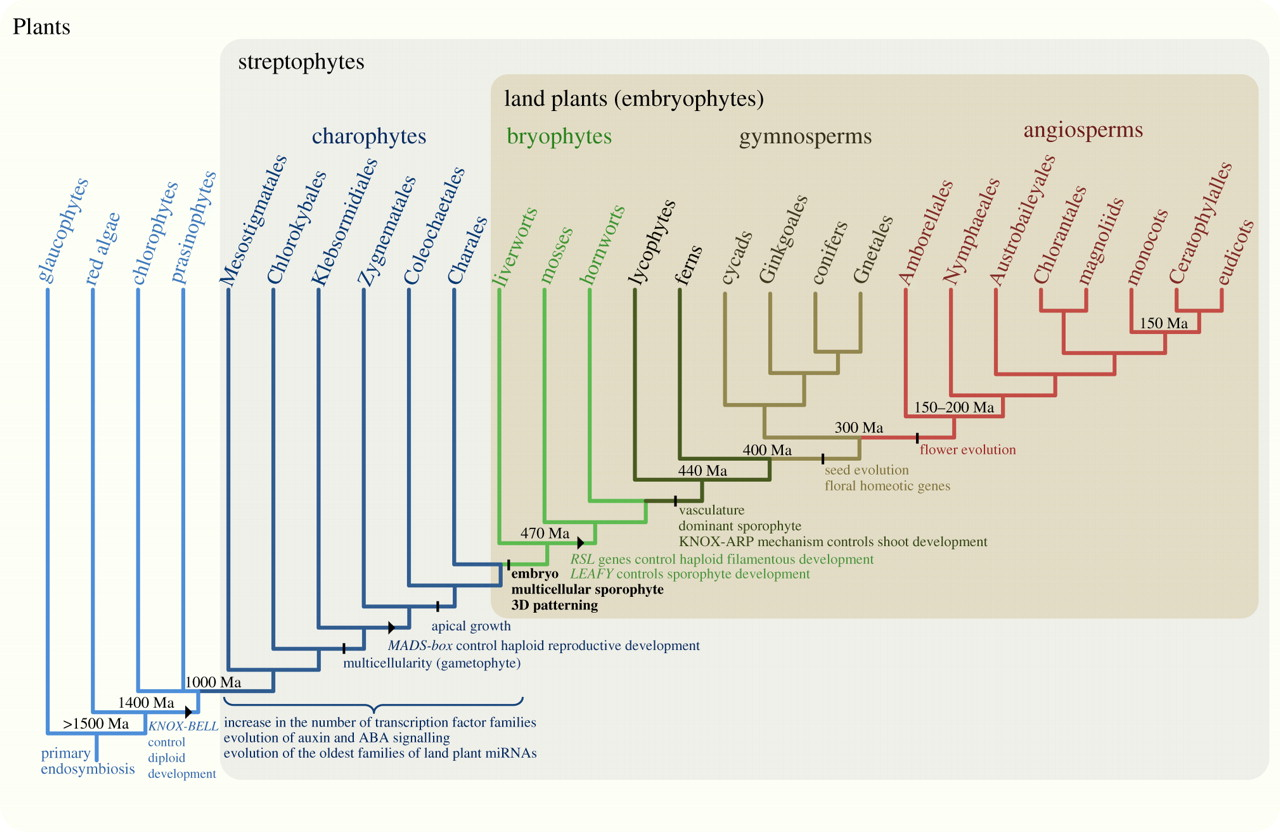 Plants
streptophytes
land plants (embryophytes)
charophytes
bryophytes
gymnosperms
angiosperms
glaucophytes
red algae
chlorophytes
prasinophytes
Mesostigmatales
Chlorokybales
Klebsormidiales
Zygnematales
Coleochaetales
Charales
liverworts
mosses
hornworts
lycophytes
ferns
cycads
Ginkgoales
conifers
Gnetales
Amborellales
Nymphaeales
Austrobaileyales
Chlorantales
magnoliids
monocots
Ceratophylalles
eudicots
150 Ma
150–200 Ma
300 Ma
flower evolution
400 Ma
seed evolution
floral homeotic genes
440 Ma
vasculature
dominant sporophyte
KNOX-ARP mechanism controls shoot development
470 Ma
RSL genes control haploid filamentous development
LEAFY controls sporophyte development
embryo
multicellular sporophyte
3D patterning
apical growth
MADS-box control haploid reproductive development
multicellularity (gametophyte)
1000 Ma
1400 Ma
>1500 Ma
KNOX-BELL
control
diploid
development
primary
endosymbiosis
increase in the number of transcription factor families
evolution of auxin and ABA signalling
evolution of the oldest families of land plant miRNAs